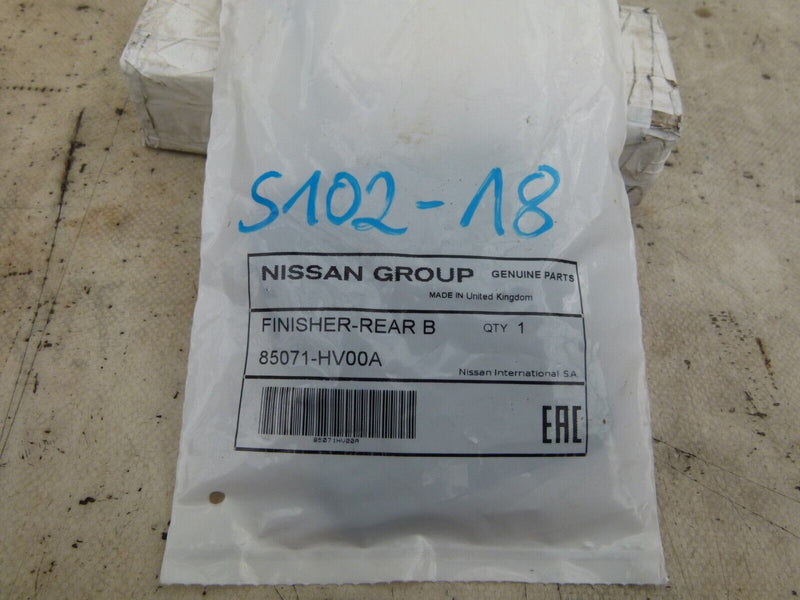 S102-18
NISSAN GROUP GENUINE PARTS
MADE IN United Kingdom
FINISHER-REAR B QTY 1
85071-HV00A
Nissan International S.A.
85071HV00A
EAC